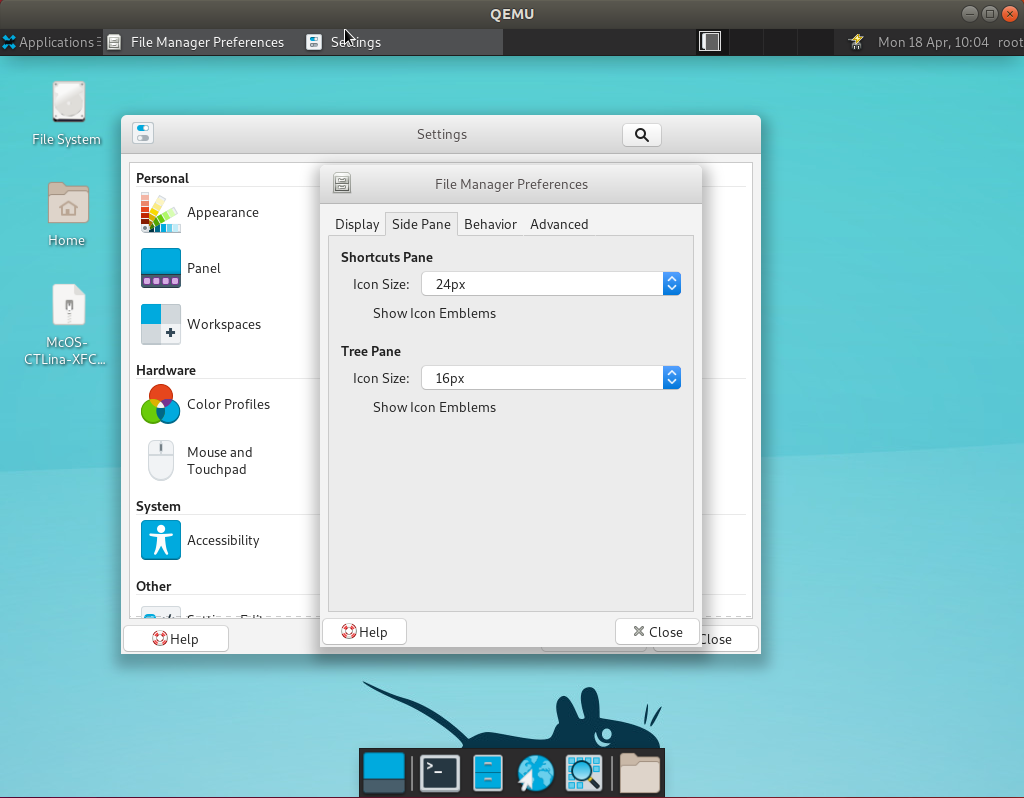 QEMU
Applications
File Manager Preferences
Settings
Mon 18 Apr, 10:04
root
File System
Home
McOS-
CTLina-XFC...
Settings
Personal
Appearance
Panel
Workspaces
Hardware
Color Profiles
Mouse and
Touchpad
System
Accessibility
Other
Help
Close
File Manager Preferences
Display
Side Pane
Behavior
Advanced
Shortcuts Pane
Icon Size:
24px
Show Icon Emblems
Tree Pane
Icon Size:
16px
Show Icon Emblems
Help
Close